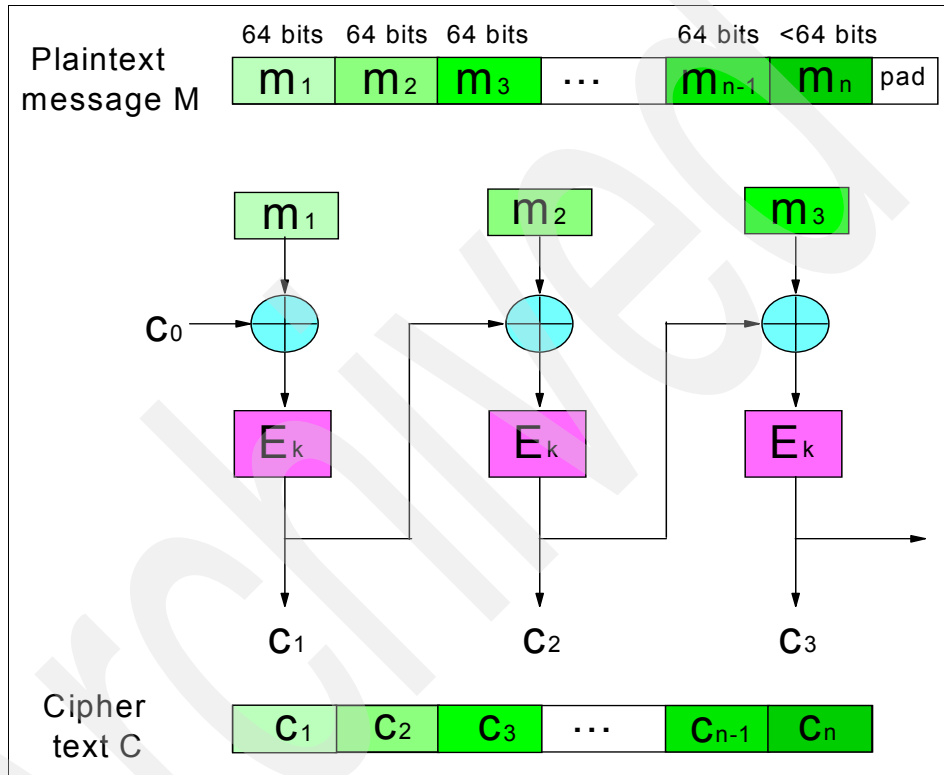 64 bits 64 bits 64 bits 64 bits <64 bits
Plaintext
message M
m1 m2 m3 ... mn-1 mn pad
m1 m2 m3
C0
Ek Ek Ek
C1 C2 C3
Cipher
text C
C1 C2 C3 ... Cn-1 Cn
Archived